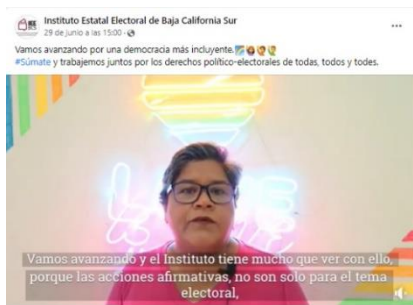 Instituto Estatal Electoral de Baja California Sur
29 de junio a las 15:00 ·
Vamos avanzando por una democracia más incluyente.
#Súmate y trabajemos juntos por los derechos político-electorales de todas, todos y todes.
Vamos avanzando y el Instituto tiene mucho que ver con ello,
porque las acciones afirmativas, no son solo para el tema
electoral,